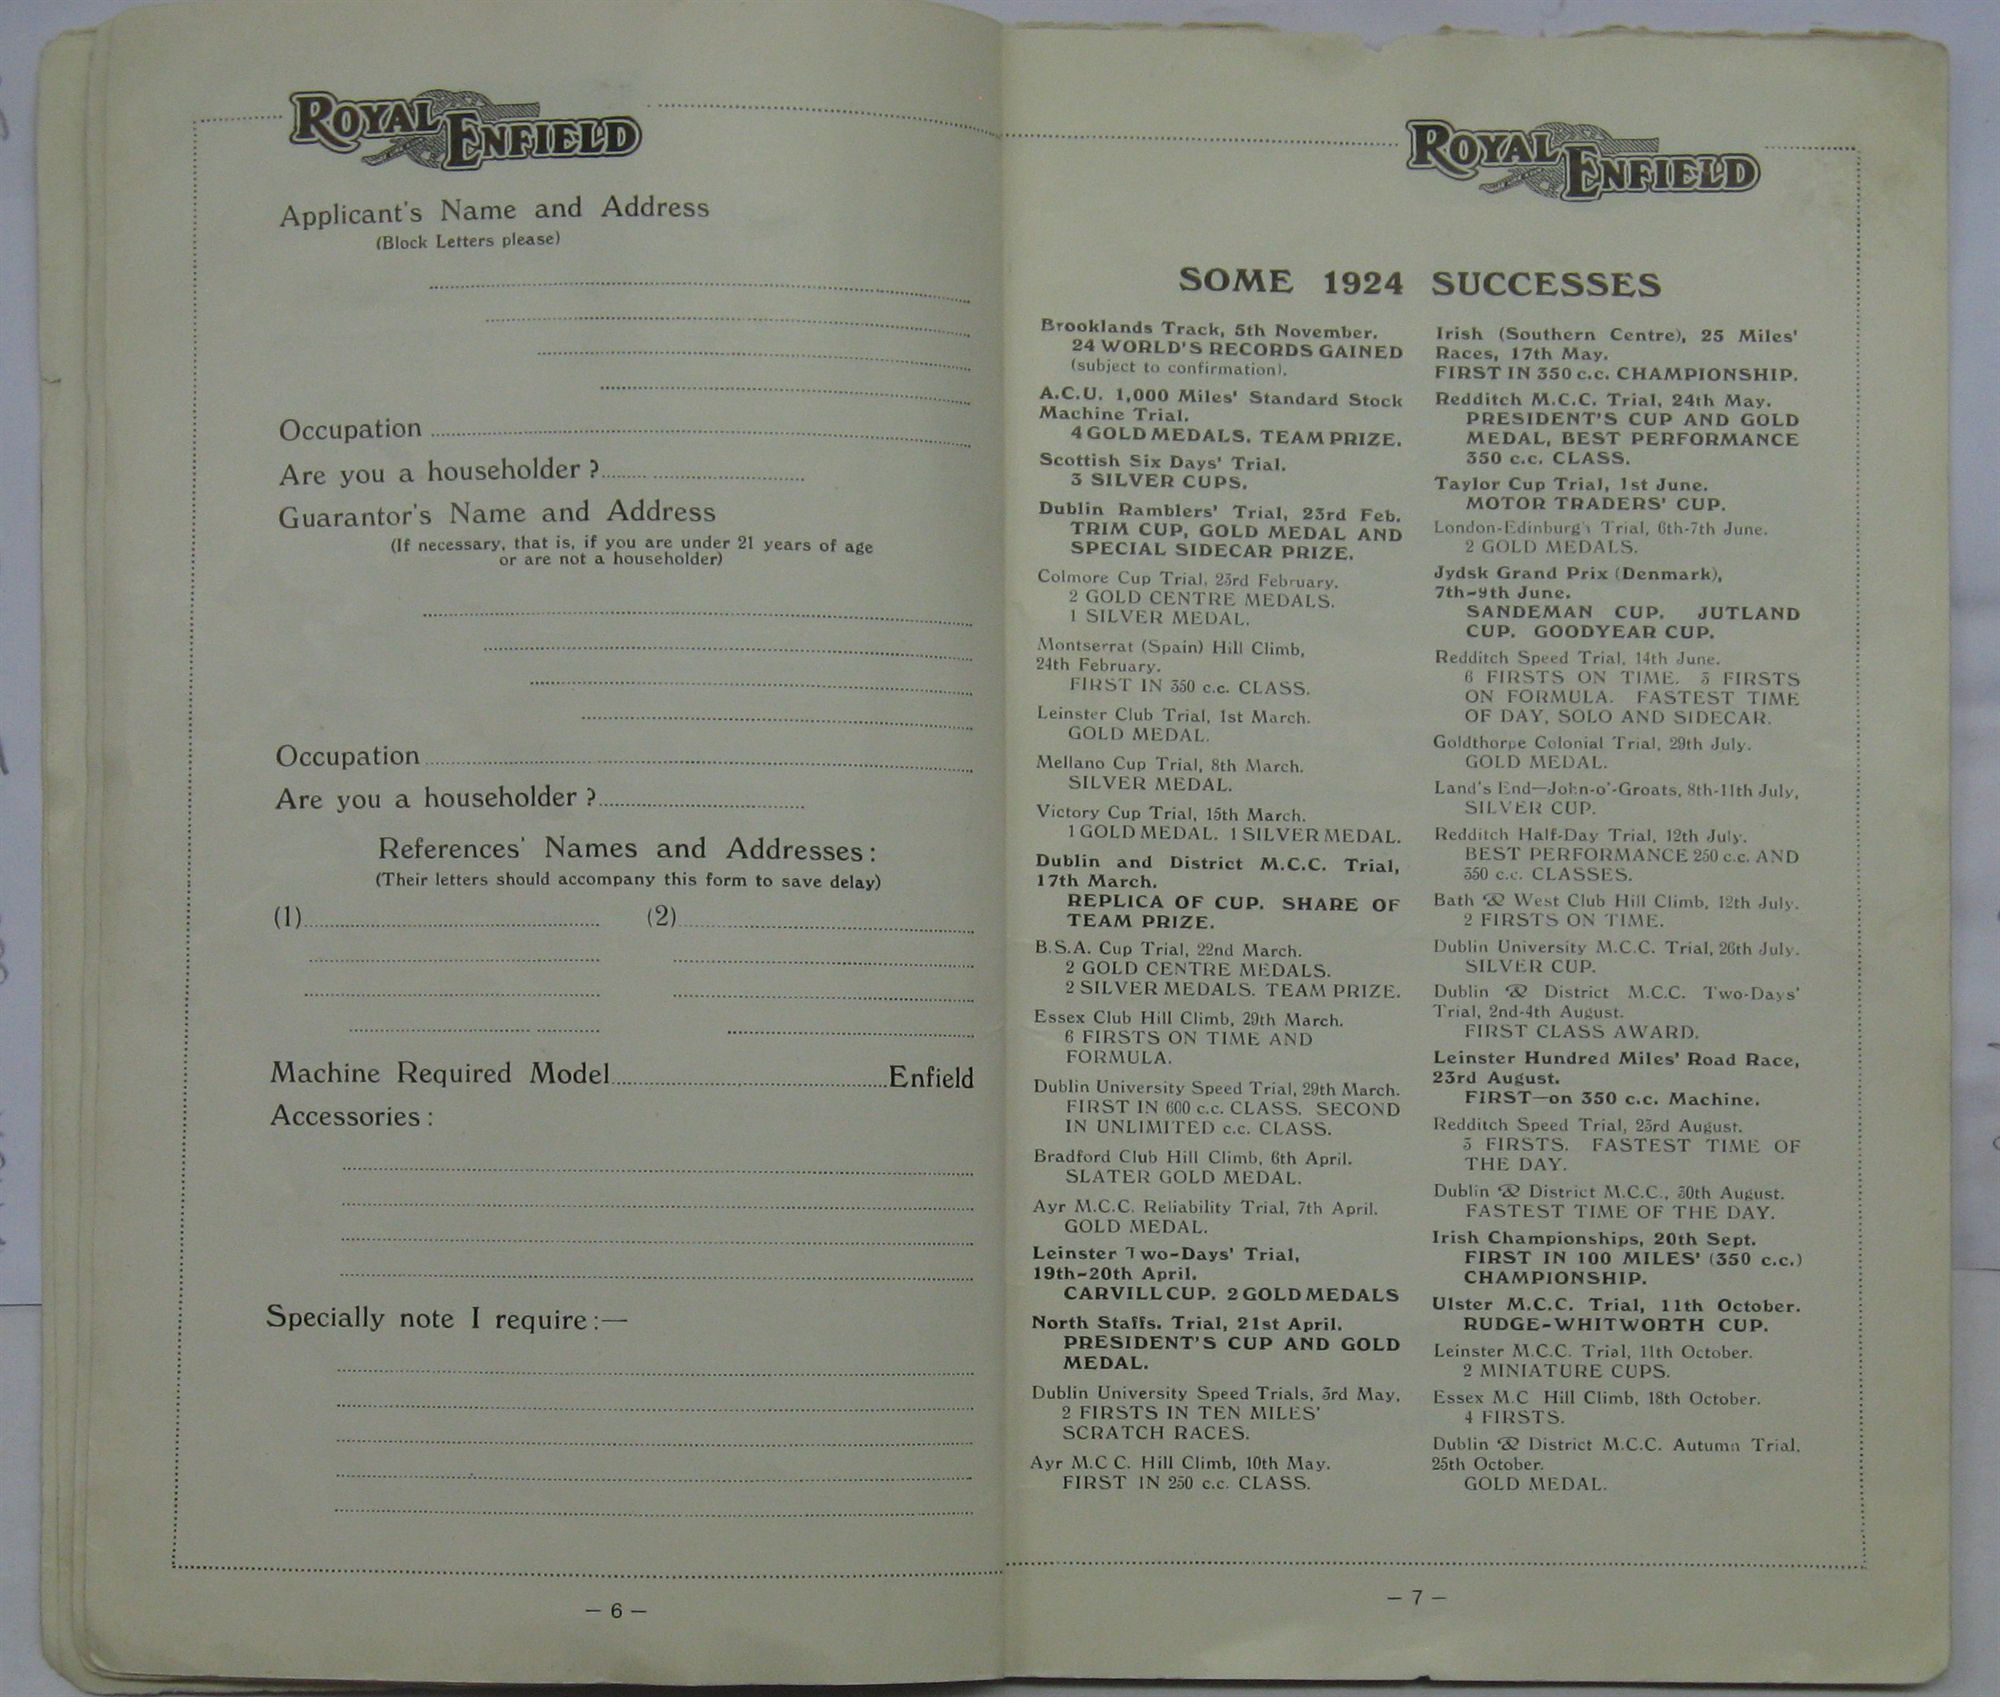 ROYAL ENFIELD
Applicant's Name and Address
(Block Letters please)
Occupation
Are you a householder ?
Guarantor's Name and Address
(If necessary, that is, if you are under 21 years of age
or are not a householder)
Occupation
Are you a householder ?
References' Names and Addresses :
(Their letters should accompany this form to save delay)
(1) (2)
Machine Required Model Enfield
Accessories :
Specially note I require :—
— 6 —
ROYAL ENFIELD
SOME 1924 SUCCESSES
Brooklands Track, 5th November.
24 WORLD'S RECORDS GAINED
(subject to confirmation).
A.C.U. 1,000 Miles' Standard Stock
Machine Trial.
4 GOLD MEDALS. TEAM PRIZE.
Scottish Six Days' Trial.
3 SILVER CUPS.
Dublin Ramblers' Trial, 23rd Feb.
TRIM CUP, GOLD MEDAL AND
SPECIAL SIDECAR PRIZE.
Colmore Cup Trial, 23rd February.
2 GOLD CENTRE MEDALS.
1 SILVER MEDAL.
Montserrat (Spain) Hill Climb,
24th February.
FIRST IN 350 c.c. CLASS.
Leinster Club Trial, 1st March.
GOLD MEDAL.
Mellano Cup Trial, 8th March.
SILVER MEDAL.
Victory Cup Trial, 15th March.
1 GOLD MEDAL. 1 SILVER MEDAL.
Dublin and District M.C.C. Trial,
17th March.
REPLICA OF CUP. SHARE OF
TEAM PRIZE.
B.S.A. Cup Trial, 22nd March.
2 GOLD CENTRE MEDALS.
2 SILVER MEDALS. TEAM PRIZE.
Essex Club Hill Climb, 29th March.
6 FIRSTS ON TIME AND
FORMULA.
Dublin University Speed Trial, 29th March.
FIRST IN 600 c.c. CLASS. SECOND
IN UNLIMITED c.c. CLASS.
Bradford Club Hill Climb, 6th April.
SLATER GOLD MEDAL.
Ayr M.C.C. Reliability Trial, 7th April.
GOLD MEDAL.
Leinster Two-Days' Trial,
19th-20th April.
CARVILL CUP. 2 GOLD MEDALS
North Staffs. Trial, 21st April.
PRESIDENT'S CUP AND GOLD
MEDAL.
Dublin University Speed Trials, 3rd May.
2 FIRSTS IN TEN MILES'
SCRATCH RACES.
Ayr M.C C. Hill Climb, 10th May.
FIRST IN 250 c.c. CLASS.
Irish (Southern Centre), 25 Miles'
Races, 17th May.
FIRST IN 350 c.c. CHAMPIONSHIP.
Redditch M.C.C. Trial, 24th May.
PRESIDENT'S CUP AND GOLD
MEDAL, BEST PERFORMANCE
350 c.c. CLASS.
Taylor Cup Trial, 1st June.
MOTOR TRADERS' CUP.
London-Edinburgh Trial, 6th-7th June.
2 GOLD MEDALS.
Jydsk Grand Prix (Denmark),
7th-9th June.
SANDEMAN CUP. JUTLAND
CUP. GOODYEAR CUP.
Redditch Speed Trial, 14th June.
6 FIRSTS ON TIME. 3 FIRSTS
ON FORMULA. FASTEST TIME
OF DAY, SOLO AND SIDECAR.
Goldthorpe Colonial Trial, 29th July.
GOLD MEDAL.
Land's End—John-o'-Groats, 8th-11th July,
SILVER CUP.
Redditch Half-Day Trial, 12th July.
BEST PERFORMANCE 250 c.c. AND
350 c.c. CLASSES.
Bath & West Club Hill Climb, 12th July.
2 FIRSTS ON TIME.
Dublin University M.C.C. Trial, 26th July.
SILVER CUP.
Dublin & District M.C.C. Two-Days'
Trial, 2nd-4th August.
FIRST CLASS AWARD.
Leinster Hundred Miles' Road Race,
23rd August.
FIRST—on 350 c.c. Machine.
Redditch Speed Trial, 23rd August.
3 FIRSTS. FASTEST TIME OF
THE DAY.
Dublin & District M.C.C., 30th August.
FASTEST TIME OF THE DAY.
Irish Championships, 20th Sept.
FIRST IN 100 MILES' (350 c.c.)
CHAMPIONSHIP.
Ulster M.C.C. Trial, 11th October.
RUDGE-WHITWORTH CUP.
Leinster M.C.C. Trial, 11th October.
2 MINIATURE CUPS.
Essex M.C Hill Climb, 18th October.
4 FIRSTS.
Dublin & District M.C.C. Autumn Trial,
25th October.
GOLD MEDAL.
— 7 —